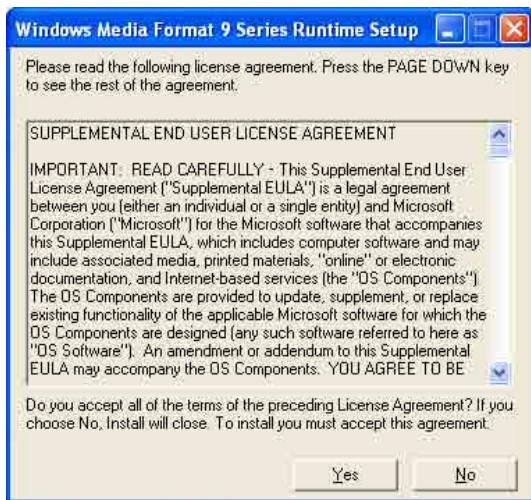 Windows Media Format 9 Series Runtime Setup
Please read the following license agreement. Press the PAGE DOWN key
to see the rest of the agreement.
SUPPLEMENTAL END USER LICENSE AGREEMENT
IMPORTANT: READ CAREFULLY - This Supplemental End User
License Agreement ("Supplemental EULA") is a legal agreement
between you (either an individual or a single entity) and Microsoft
Corporation ("Microsoft") for the Microsoft software that accompanies
this Supplemental EULA, which includes computer software and may
include associated media, printed materials, "online" or electronic
documentation, and Internet-based services (the "OS Components").
The OS Components are provided to update, supplement, or replace
existing functionality of the applicable Microsoft software for which the
OS Components are designed (any such software referred to here as
"OS Software"). An amendment or addendum to this Supplemental
EULA may accompany the OS Components. YOU AGREE TO BE
Do you accept all of the terms of the preceding License Agreement? If you
choose No, Install will close. To install you must accept this agreement.
Yes No